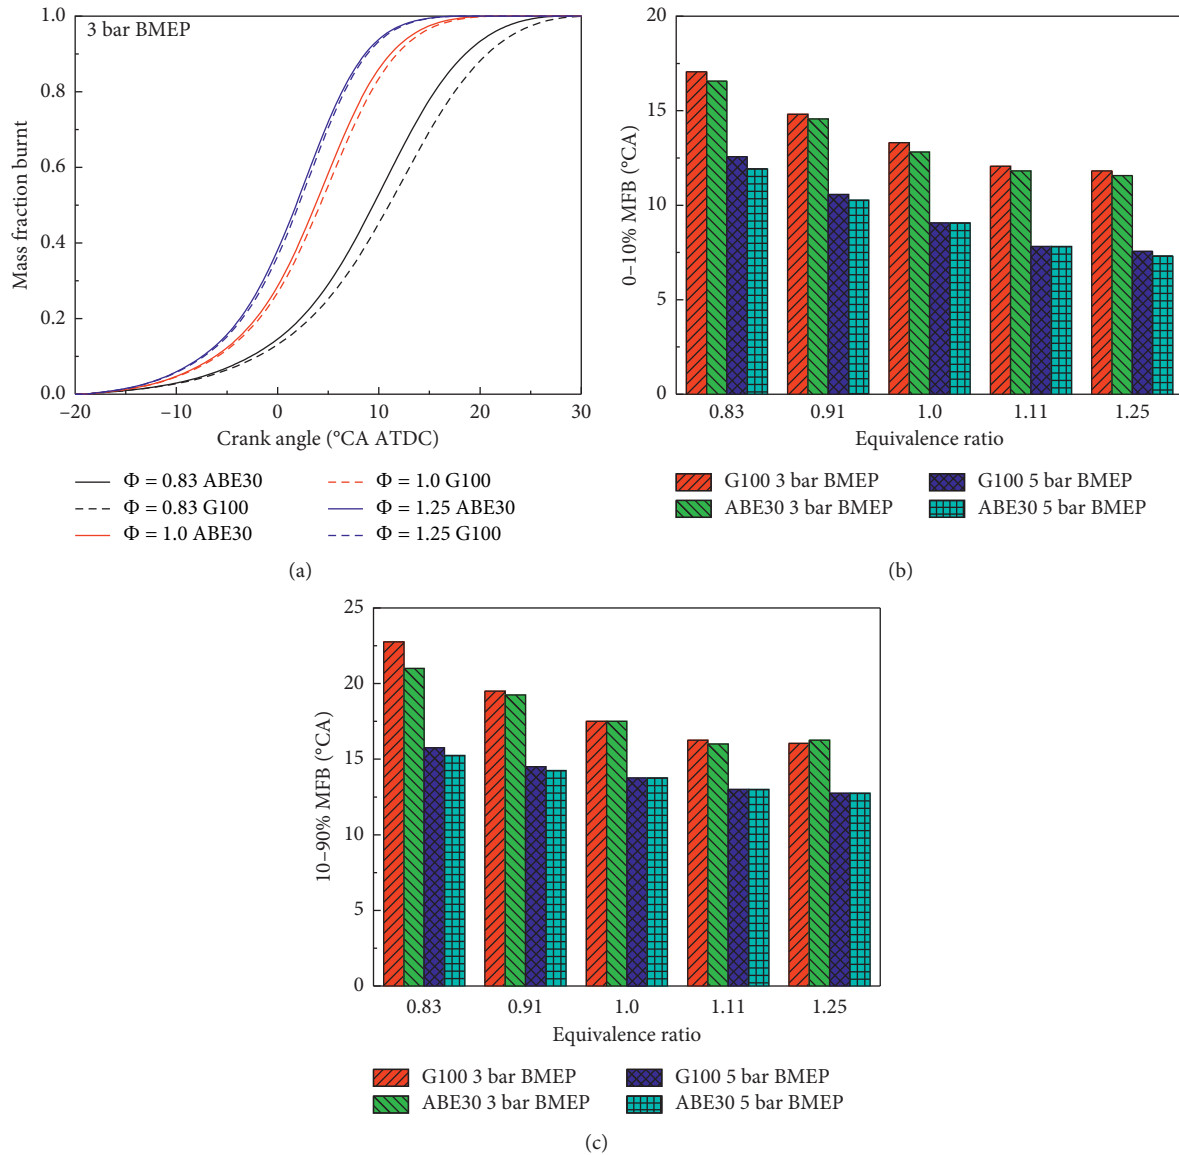 3 bar BMEP
Mass fraction burnt
1.0
0.8
0.6
0.4
0.2
0.0
−20
−10
0
10
20
30
Crank angle (°CA ATDC)
Φ = 0.83 ABE30
Φ = 0.83 G100
Φ = 1.0 ABE30
Φ = 1.0 G100
Φ = 1.25 ABE30
Φ = 1.25 G100
(a)
0–10% MFB (°CA)
20
15
10
5
0
0.83
0.91
1.0
1.11
1.25
Equivalence ratio
G100 3 bar BMEP
ABE30 3 bar BMEP
G100 5 bar BMEP
ABE30 5 bar BMEP
(b)
10–90% MFB (°CA)
25
20
15
10
5
0
0.83
0.91
1.0
1.11
1.25
Equivalence ratio
G100 3 bar BMEP
ABE30 3 bar BMEP
G100 5 bar BMEP
ABE30 5 bar BMEP
(c)